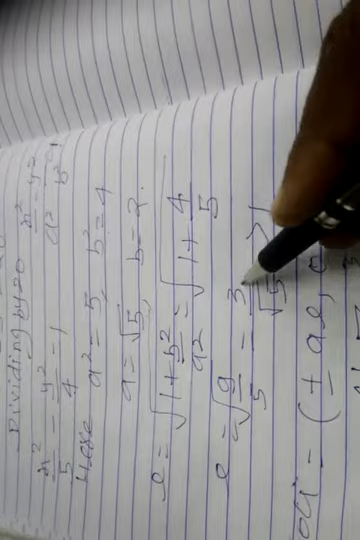 Dividing by 20
x²/5 - y²/4 = 1
x²/a² - y²/b²
Here a² = 5, b² = 4
a = √5, b = 2.
e = √(1 + b²/a²) = √(1 + 4/5)
e = √(9/5) = 3/√5 > 1
= (± ae, 0